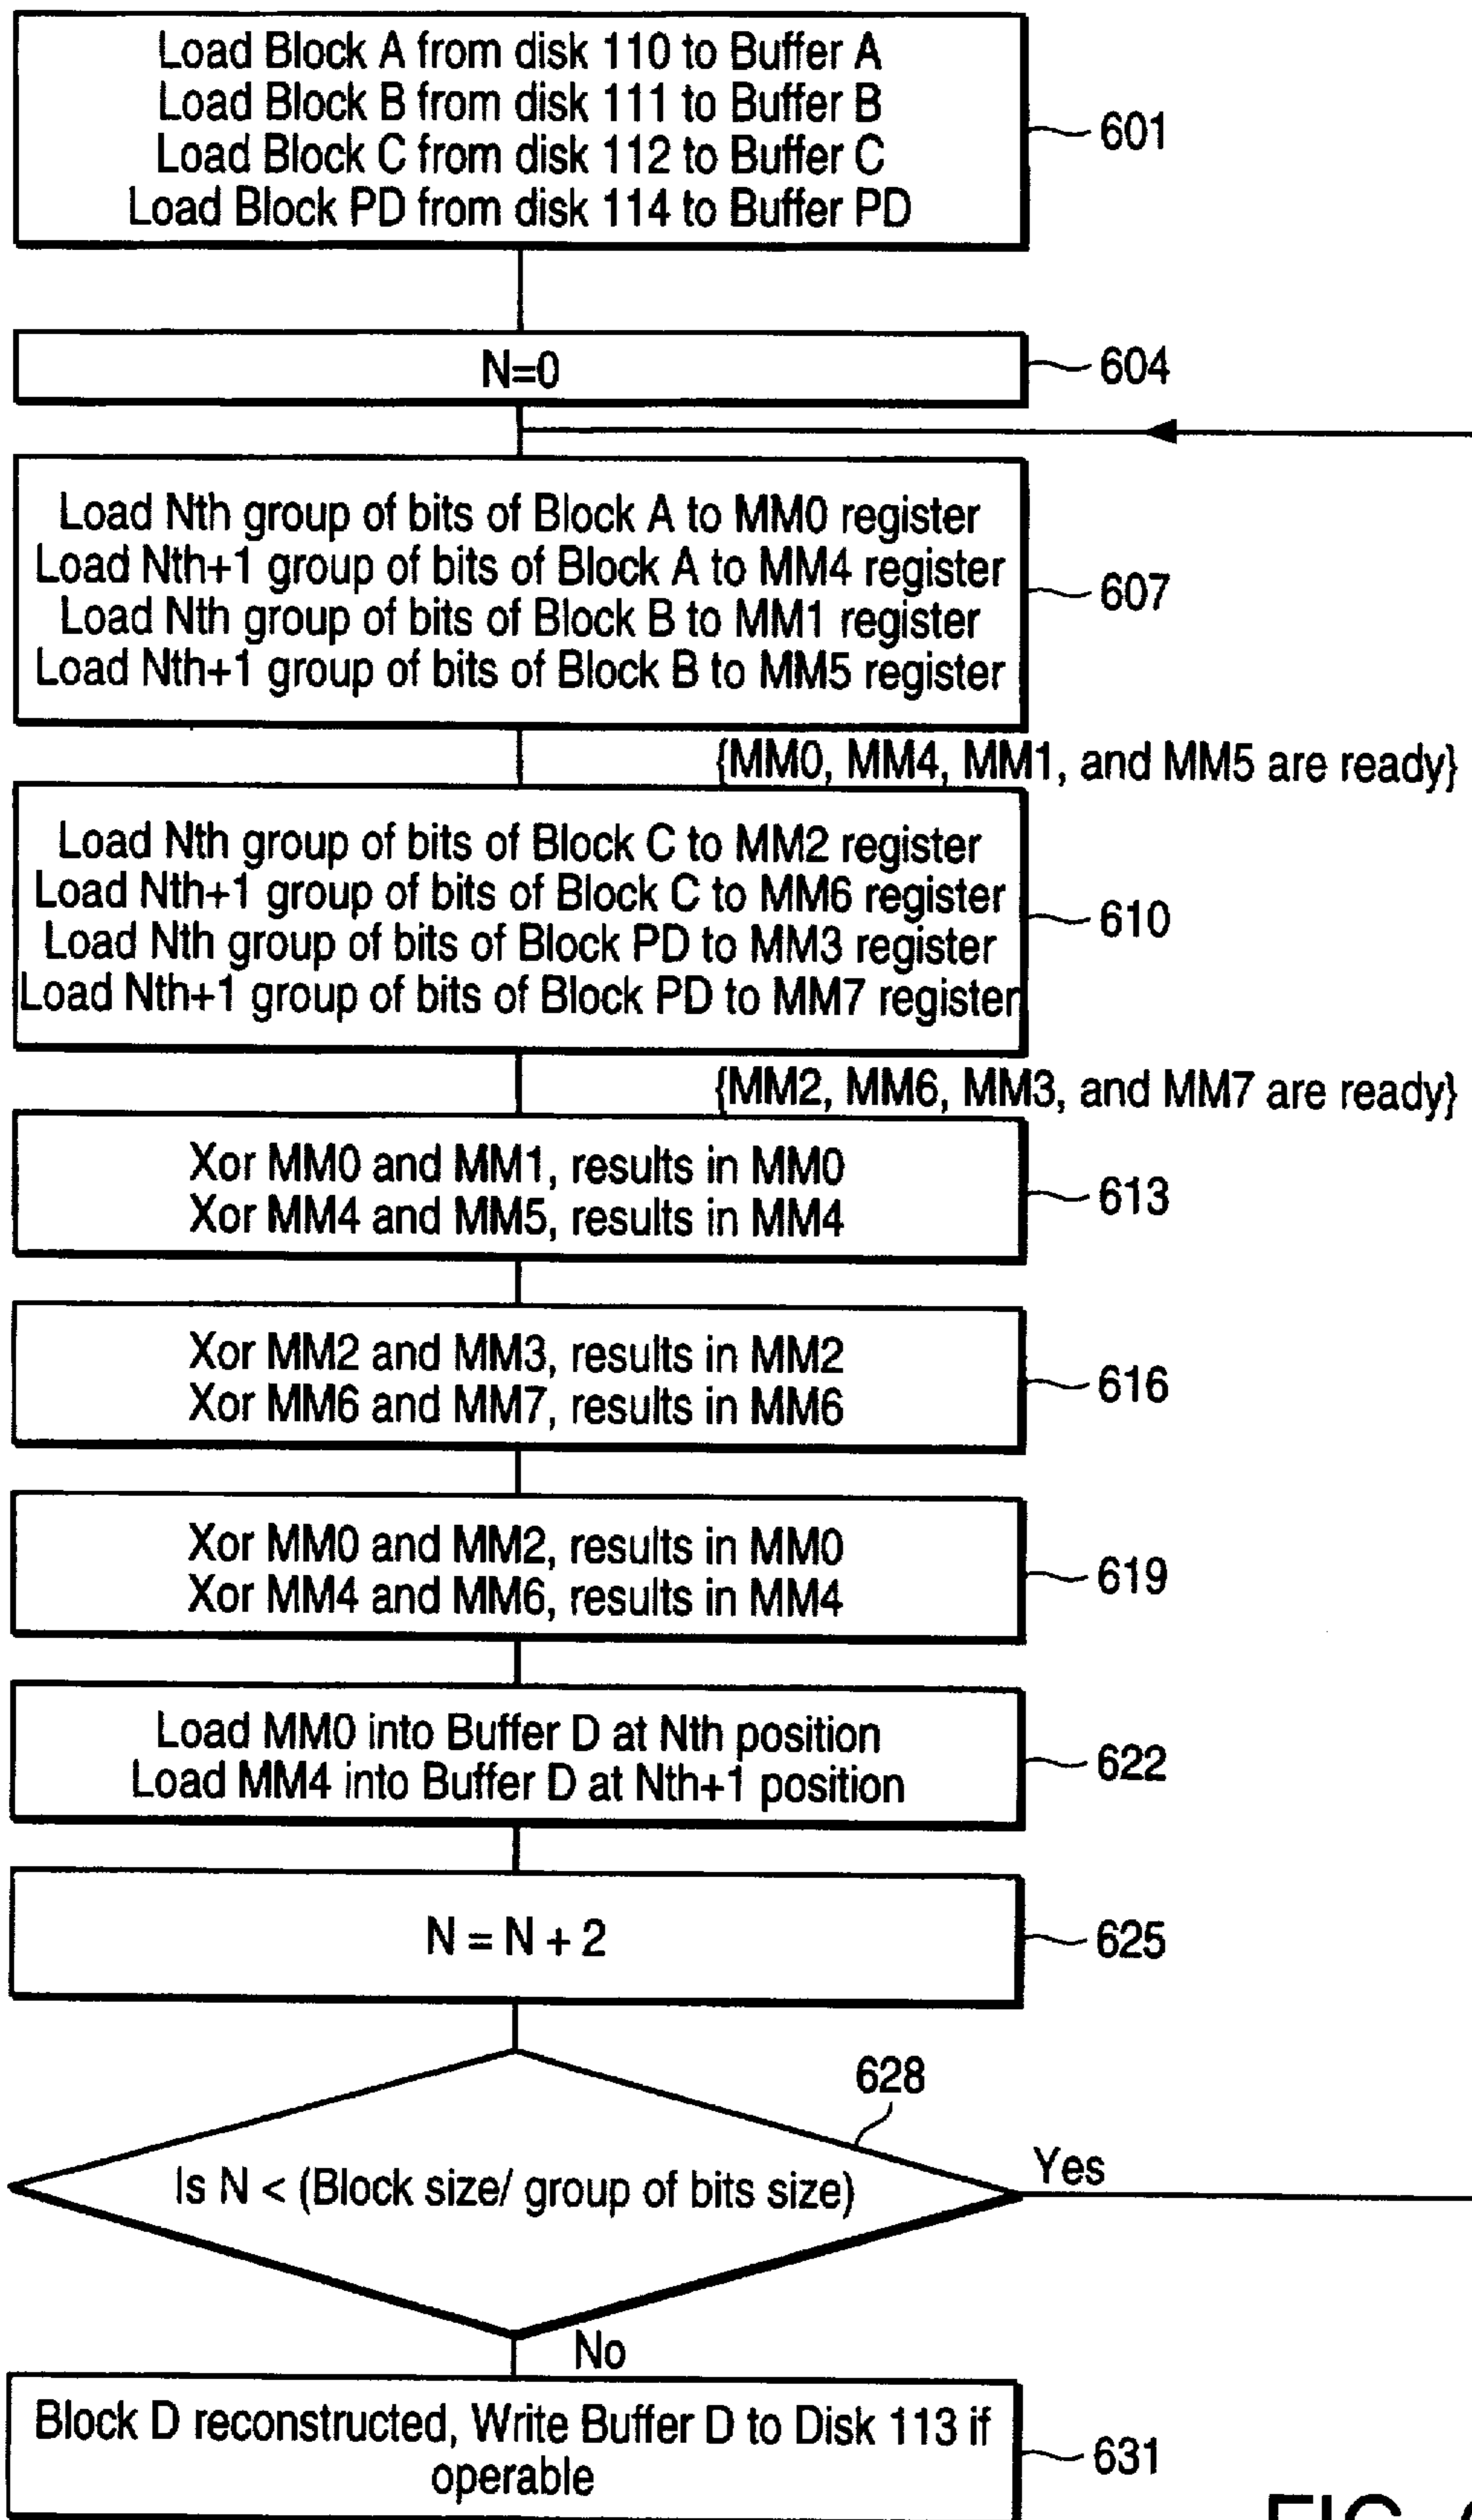 Load Block A from disk 110 to Buffer A
Load Block B from disk 111 to Buffer B
Load Block C from disk 112 to Buffer C
Load Block PD from disk 114 to Buffer PD
601
N=0
604
Load Nth group of bits of Block A to MM0 register
Load Nth+1 group of bits of Block A to MM4 register
Load Nth group of bits of Block B to MM1 register
Load Nth+1 group of bits of Block B to MM5 register
607
{MM0, MM4, MM1, and MM5 are ready}
Load Nth group of bits of Block C to MM2 register
Load Nth+1 group of bits of Block C to MM6 register
Load Nth group of bits of Block PD to MM3 register
Load Nth+1 group of bits of Block PD to MM7 register
610
{MM2, MM6, MM3, and MM7 are ready}
Xor MM0 and MM1, results in MM0
Xor MM4 and MM5, results in MM4
613
Xor MM2 and MM3, results in MM2
Xor MM6 and MM7, results in MM6
616
Xor MM0 and MM2, results in MM0
Xor MM4 and MM6, results in MM4
619
Load MM0 into Buffer D at Nth position
Load MM4 into Buffer D at Nth+1 position
622
N = N + 2
625
628
Is N < (Block size/ group of bits size)
Yes
No
Block D reconstructed, Write Buffer D to Disk 113 if
operable
631
FIG.